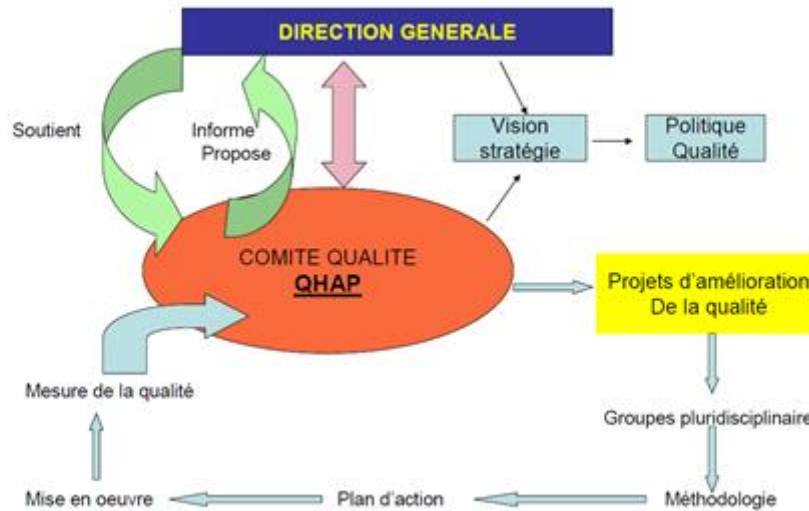 DIRECTION GENERALE
Soutient
Informe
Propose
Vision
stratégie
Politique
Qualité
COMITE QUALITE
QHAP
Projets d'amélioration
De la qualité
Mesure de la qualité
Groupes pluridisciplinaire
Mise en oeuvre
Plan d'action
Méthodologie